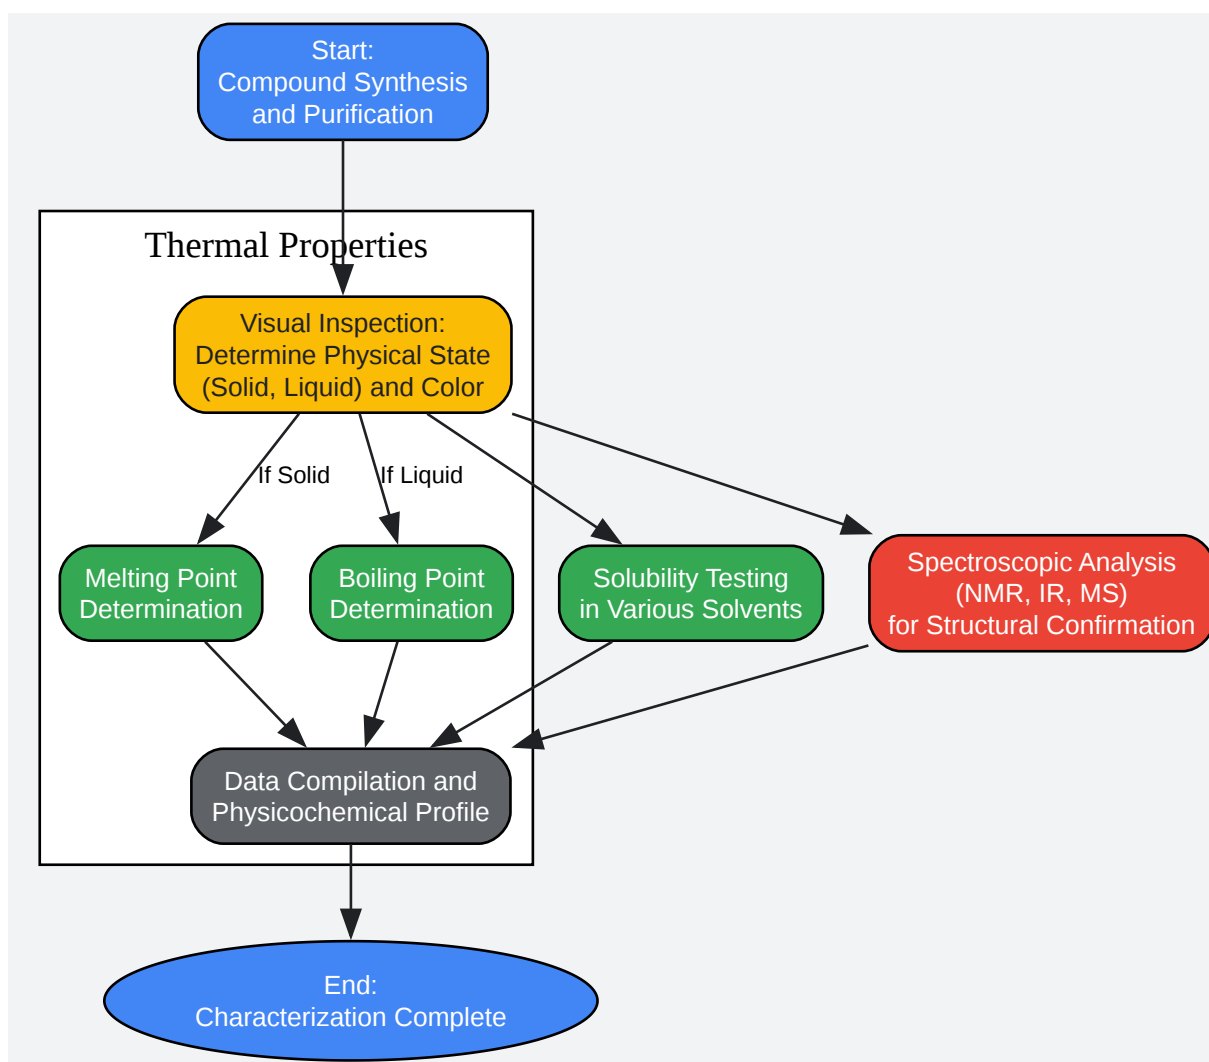 Start:
Compound Synthesis
and Purification
Thermal Properties
Visual Inspection:
Determine Physical State
(Solid, Liquid) and Color
If Solid
If Liquid
Melting Point
Determination
Boiling Point
Determination
Solubility Testing
in Various Solvents
Spectroscopic Analysis
(NMR, IR, MS)
for Structural Confirmation
Data Compilation and
Physicochemical Profile
End:
Characterization Complete